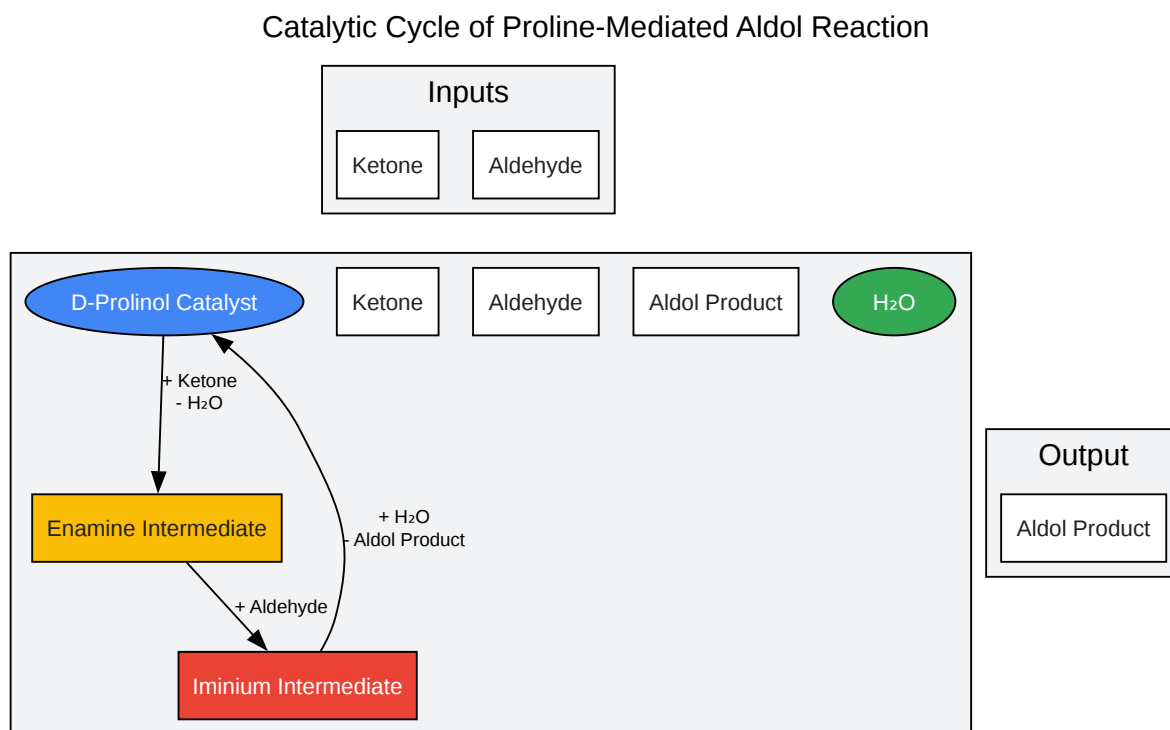 Catalytic Cycle of Proline-Mediated Aldol Reaction
Inputs
Ketone
Aldehyde
D-Prolinol Catalyst
Ketone
Aldehyde
Aldol Product
H₂O
+ Ketone
- H₂O
Output
Enamine Intermediate
+ H₂O
- Aldol Product
Aldol Product
+ Aldehyde
Iminium Intermediate